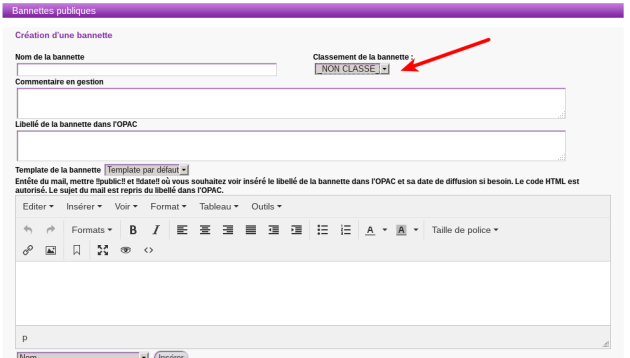 Bannettes publiques
Création d'une bannette
Nom de la bannette
Classement de la bannette :
_NON CLASSE_
Commentaire en gestion
Libellé de la bannette dans l'OPAC
Template de la bannette Template par défaut
Entête du mail, mettre !!public!! et !!date!! où vous souhaitez voir inséré le libellé de la bannette dans l'OPAC et sa date de diffusion si besoin. Le code HTML est
autorisé. Le sujet du mail est repris du libellé dans l'OPAC.
Editer Insérer Voir Format Tableau Outils
Formats B I A A Taille de police
p
Nom Insérer